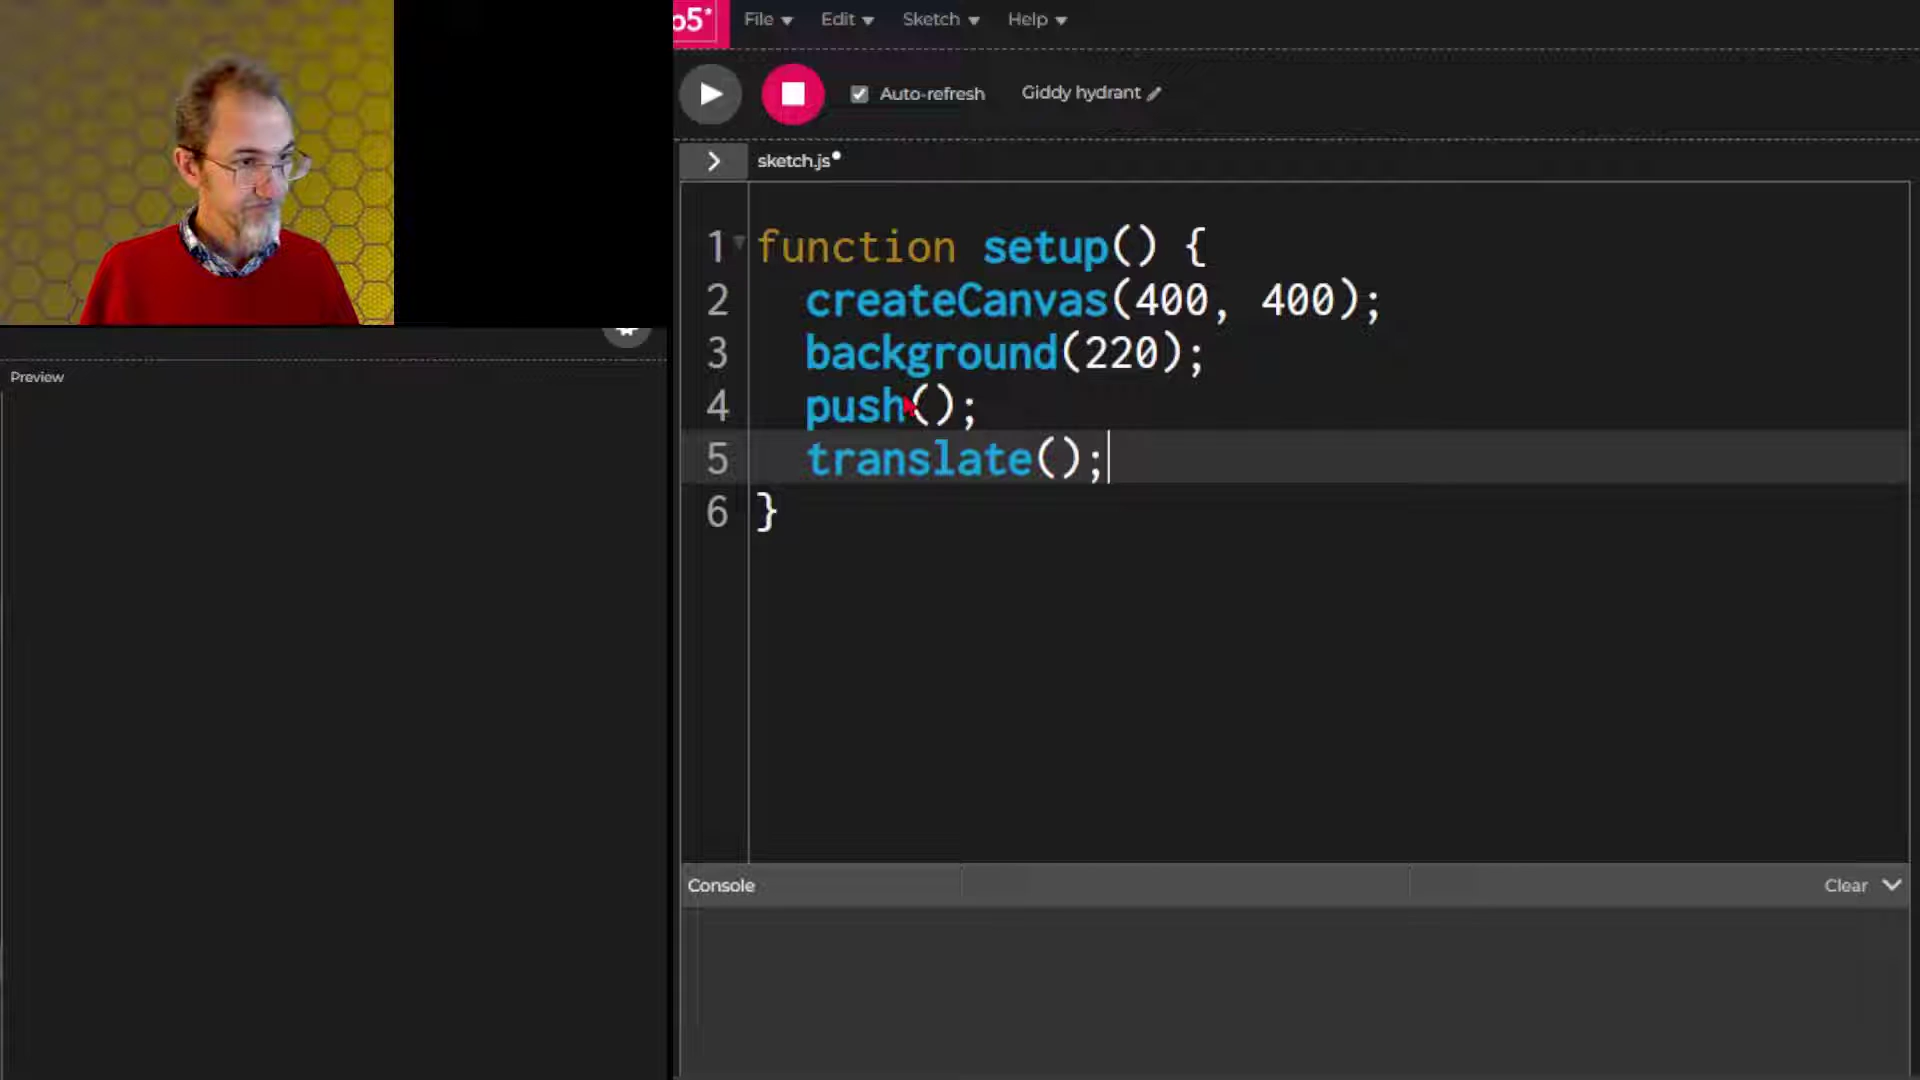 p5* File Edit Sketch Help
Auto-refresh Giddy hydrant
sketch.js
Preview
1 function setup() {
2 createCanvas(400, 400);
3 background(220);
4 push();
5 translate();
6 }
Console Clear